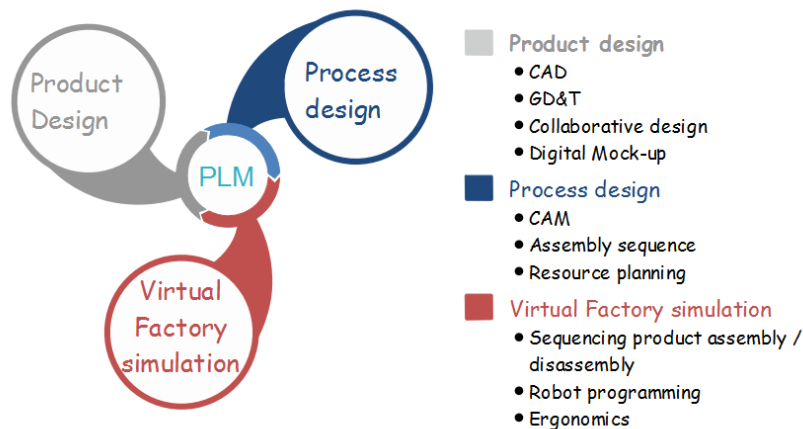 Product
Design
Process
design
PLM
Virtual
Factory
simulation
Product design
• CAD
• GD&T
• Collaborative design
• Digital Mock-up
Process design
• CAM
• Assembly sequence
• Resource planning
Virtual Factory simulation
• Sequencing product assembly /
disassembly
• Robot programming
• Ergonomics